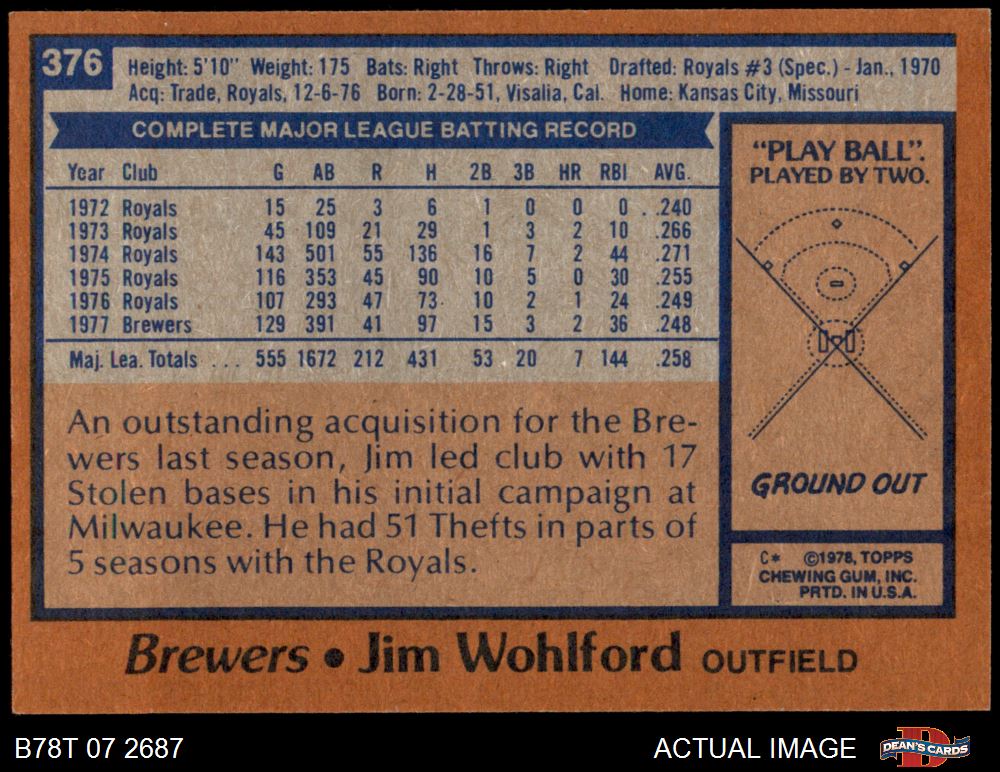 376
Height: 5'10" Weight: 175 Bats: Right Throws: Right Drafted: Royals #3 (Spec.) - Jan., 1970
Acq: Trade, Royals, 12-6-76 Born: 2-28-51, Visalia, Cal. Home: Kansas City, Missouri
COMPLETE MAJOR LEAGUE BATTING RECORD
Year Club G AB R H 2B 3B HR RBI AVG.
1972 Royals 15 25 3 6 1 0 0 0 .240
1973 Royals 45 109 21 29 1 3 2 10 .266
1974 Royals 143 501 55 136 16 7 2 44 .271
1975 Royals 116 353 45 90 10 5 0 30 .255
1976 Royals 107 293 47 73 10 2 1 24 .249
1977 Brewers 129 391 41 97 15 3 2 36 .248
Maj. Lea. Totals ... 555 1672 212 431 53 20 7 144 .258
An outstanding acquisition for the Bre-
wers last season, Jim led club with 17
Stolen bases in his initial campaign at
Milwaukee. He had 51 Thefts in parts of
5 seasons with the Royals.
"PLAY BALL".
PLAYED BY TWO.
GROUND OUT
C* ©1978, TOPPS
CHEWING GUM, INC.
PRTD. IN U.S.A.
Brewers • Jim Wohlford OUTFIELD
B78T 07 2687
ACTUAL IMAGE
D
DEAN'S CARDS